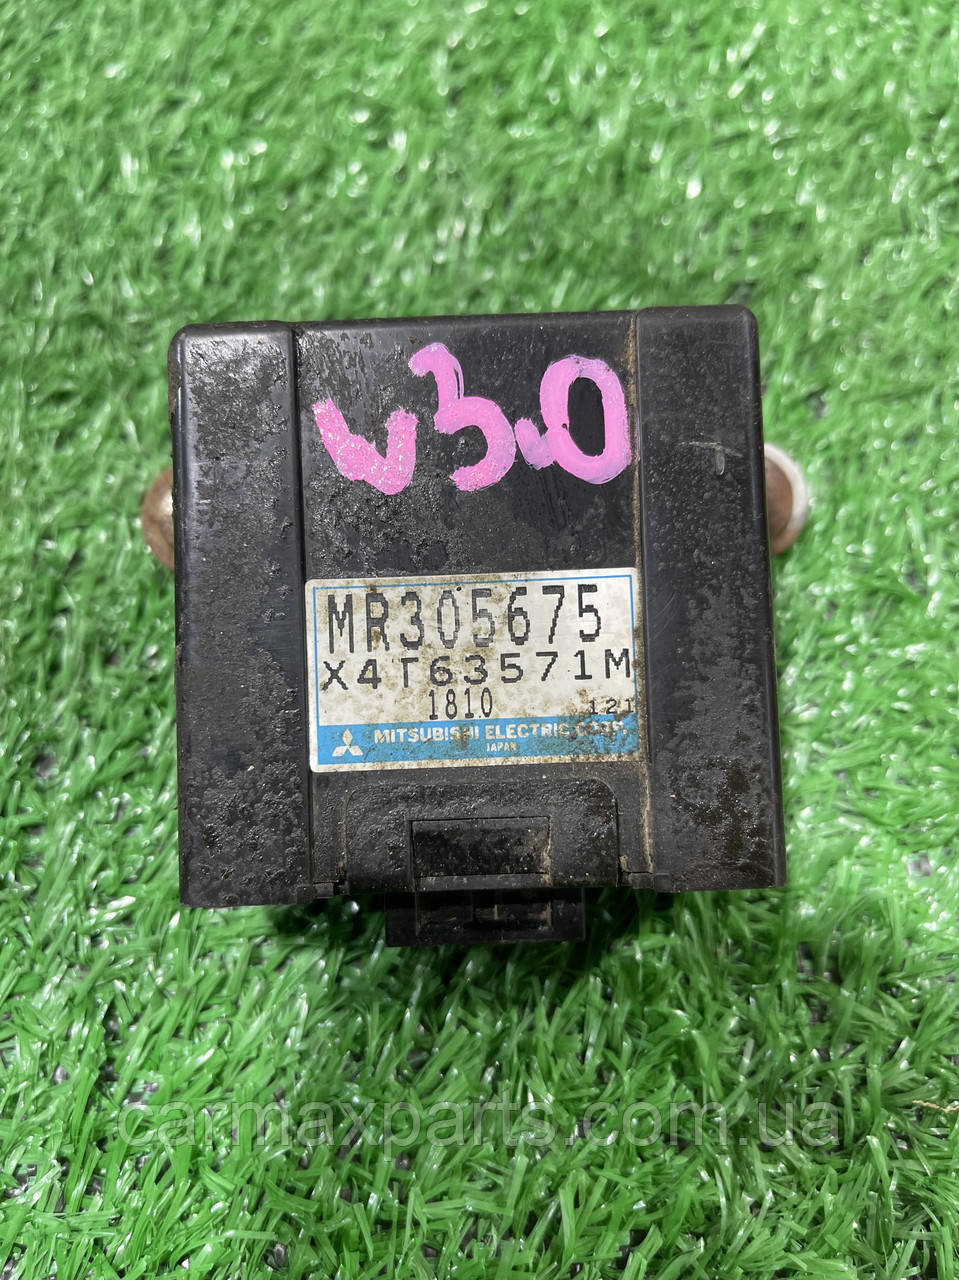 v3.0
MR305675
X4T63571M
1810 121
MITSUBISHI ELECTRIC CORP.
JAPAN
carmaxparts.com.ua